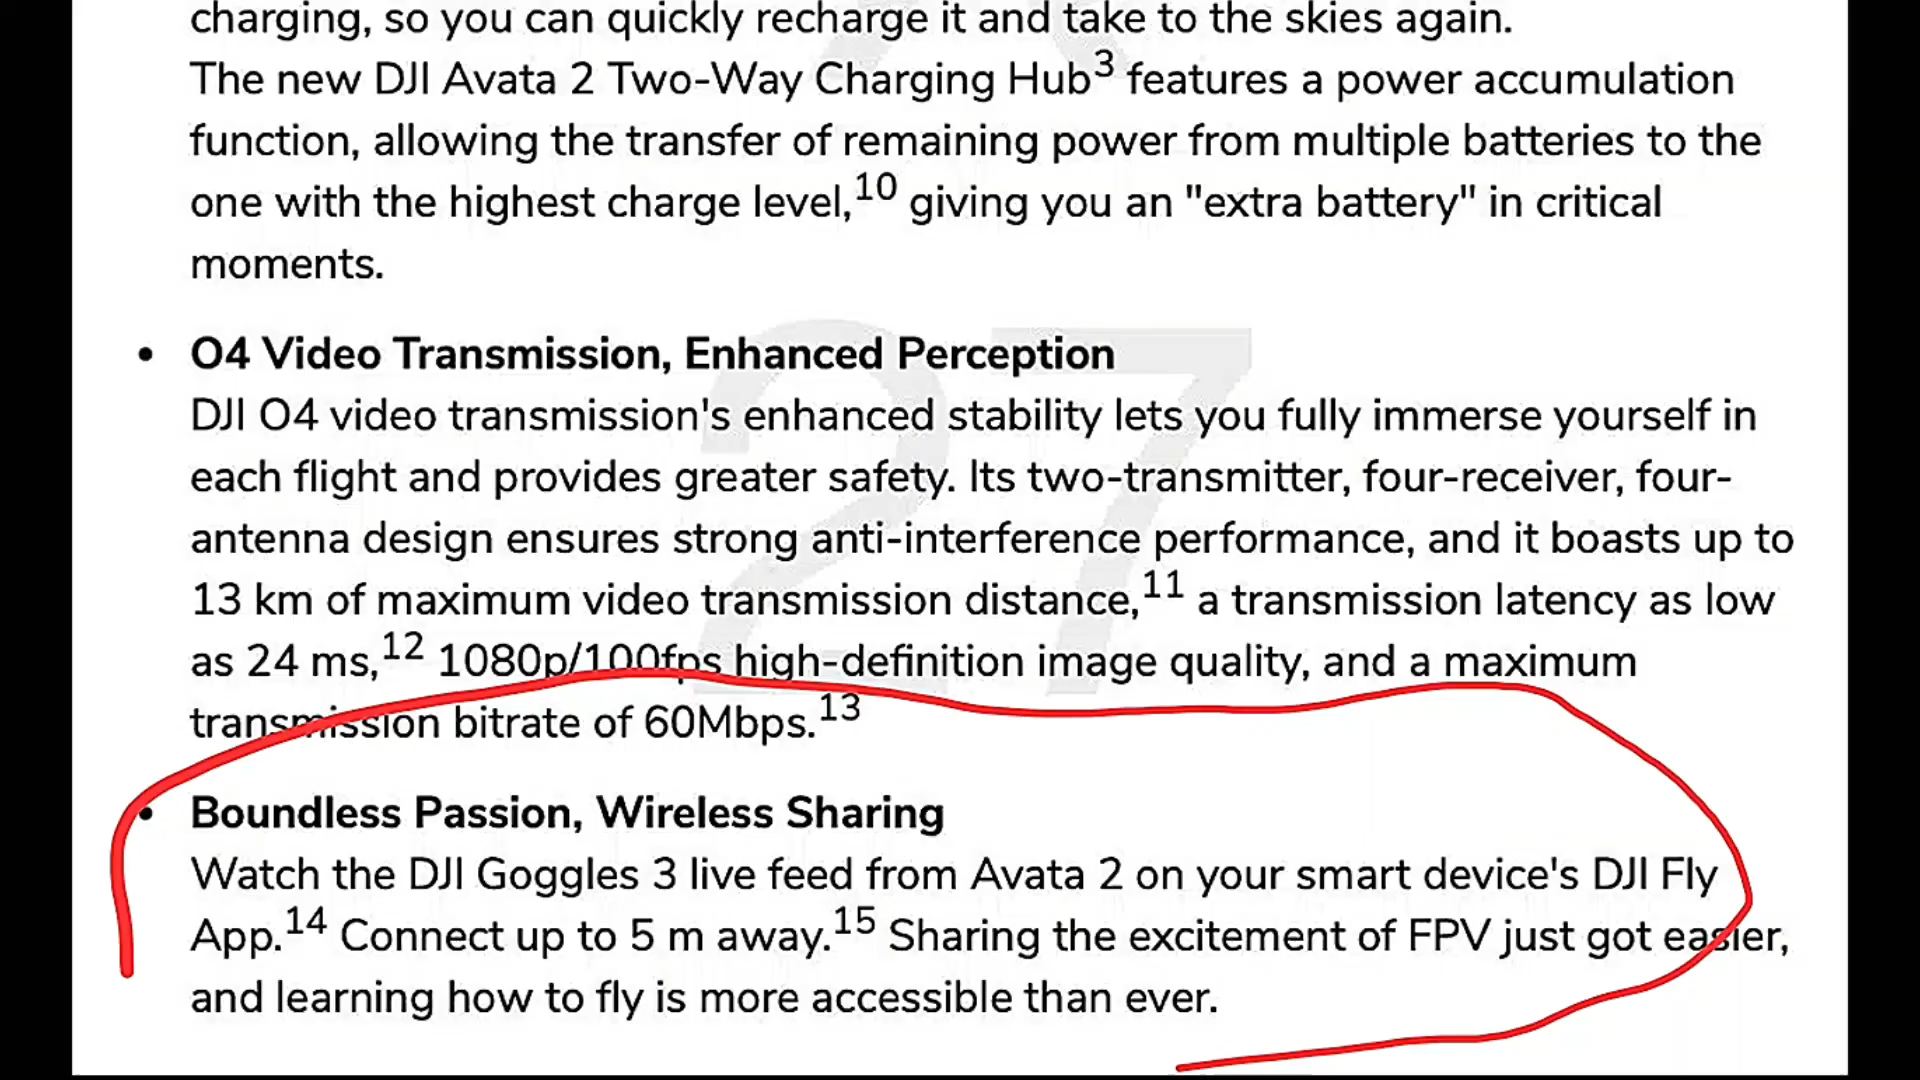 charging, so you can quickly recharge it and take to the skies again.
The new DJI Avata 2 Two-Way Charging Hub3 features a power accumulation
function, allowing the transfer of remaining power from multiple batteries to the
one with the highest charge level,10 giving you an "extra battery" in critical
moments.
• O4 Video Transmission, Enhanced Perception
DJI O4 video transmission's enhanced stability lets you fully immerse yourself in
each flight and provides greater safety. Its two-transmitter, four-receiver, four-
antenna design ensures strong anti-interference performance, and it boasts up to
13 km of maximum video transmission distance,11 a transmission latency as low
as 24 ms,12 1080p/100fps high-definition image quality, and a maximum
transmission bitrate of 60Mbps.13
• Boundless Passion, Wireless Sharing
Watch the DJI Goggles 3 live feed from Avata 2 on your smart device's DJI Fly
App.14 Connect up to 5 m away.15 Sharing the excitement of FPV just got easier,
and learning how to fly is more accessible than ever.
27